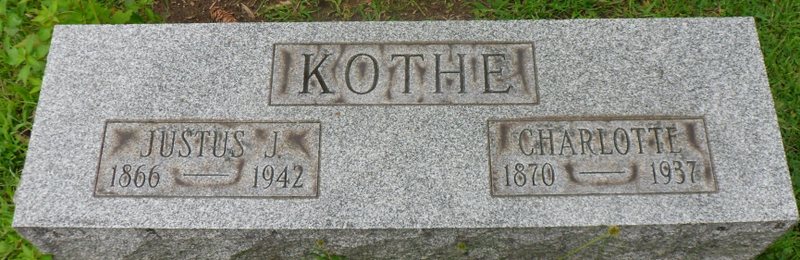 KOTHE
JUSTUS J.
1866 — 1942
CHARLOTTE
1870 — 1937